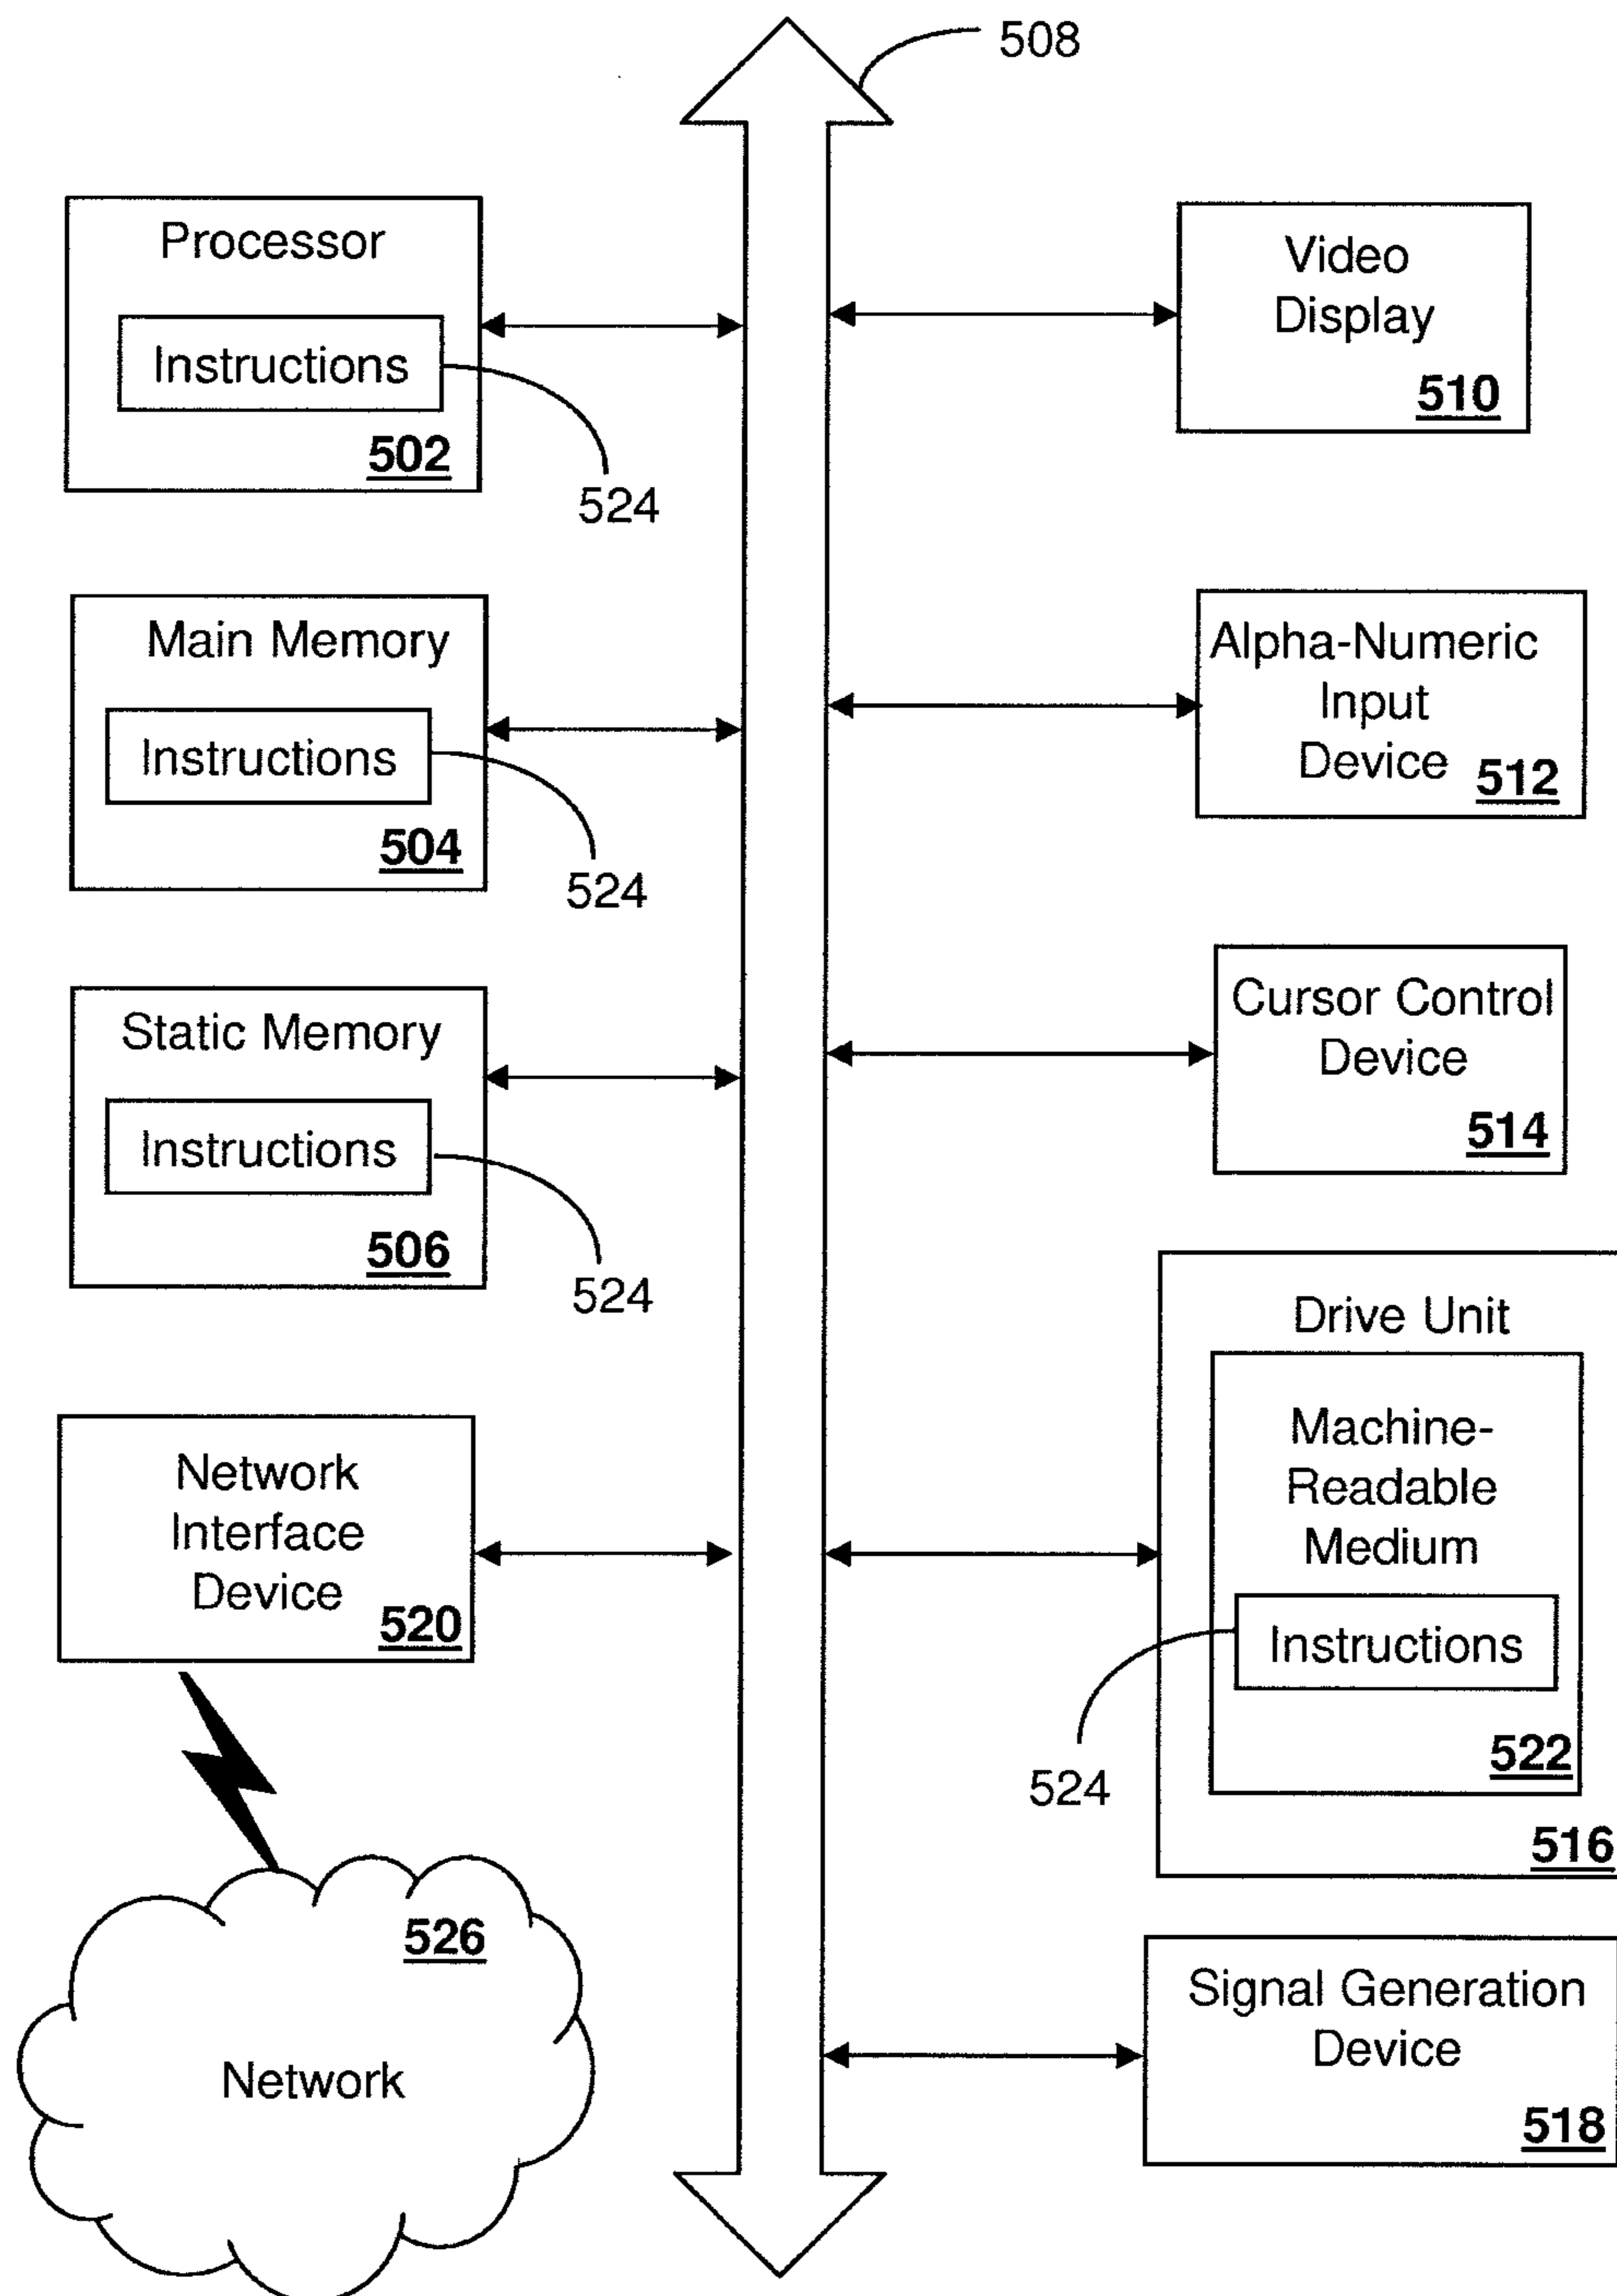 508
Processor
Instructions
502
524
Main Memory
Instructions
504
524
Static Memory
Instructions
506
524
Network
Interface
Device
520
526
Network
Video
Display
510
Alpha-Numeric
Input
Device
512
Cursor Control
Device
514
Drive Unit
Machine-
Readable
Medium
Instructions
524
522
516
Signal Generation
Device
518